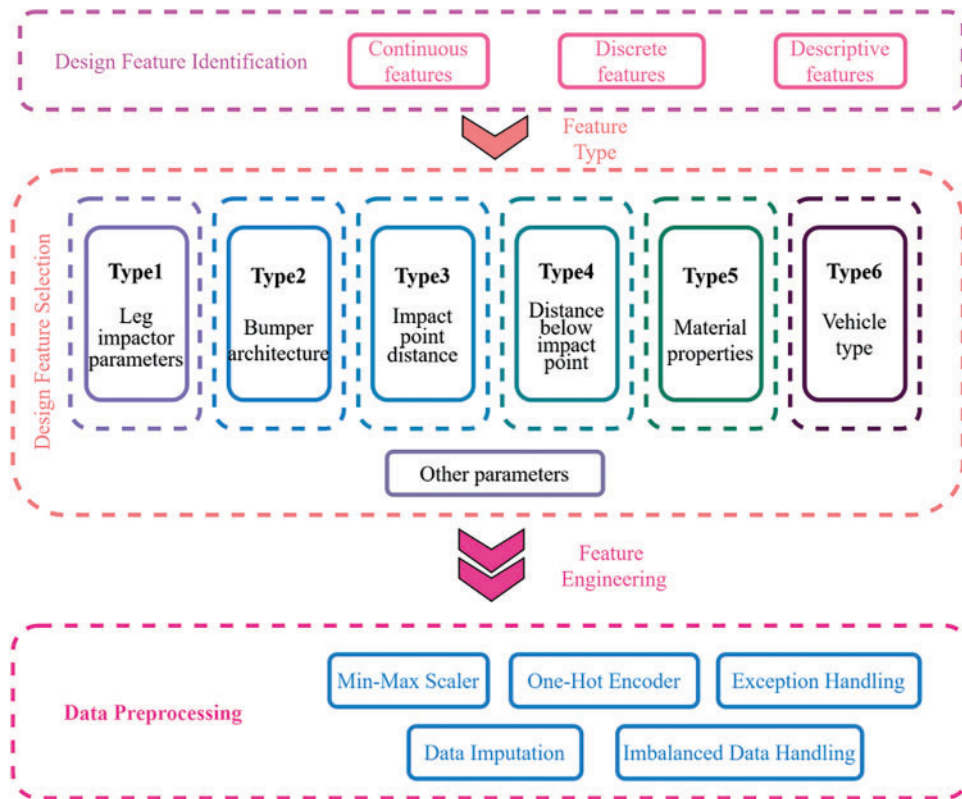 Design Feature Identification
Continuous
features
Discrete
features
Descriptive
features
Feature
Type
Design Feature Selection
Type1
Leg
impactor
parameters
Type2
Bumper
architecture
Type3
Impact
point
distance
Type4
Distance
below
impact
point
Type5
Material
properties
Type6
Vehicle
type
Other parameters
Feature
Engineering
Data Preprocessing
Min-Max Scaler
One-Hot Encoder
Exception Handling
Data Imputation
Imbalanced Data Handling